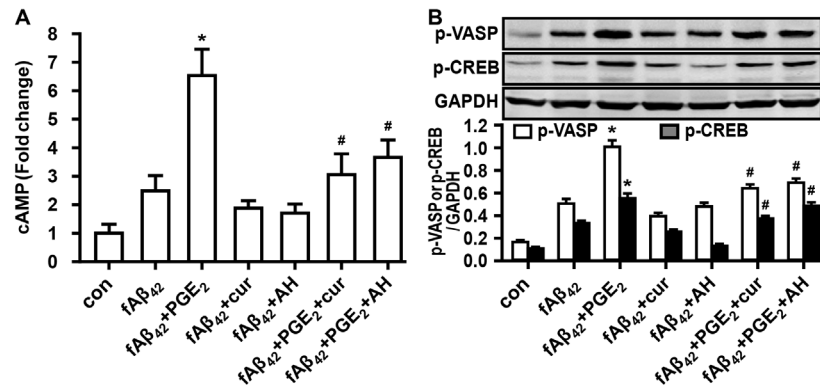 A
cAMP (Fold change)
8
7
6
5
4
3
2
1
0
*
#
#
con
fAβ₄₂
fAβ₄₂+PGE₂
fAβ₄₂+cur
fAβ₄₂+AH
fAβ₄₂+PGE₂+cur
fAβ₄₂+PGE₂+AH
B
p-VASP
p-CREB
GAPDH
p-VASP p-CREB
p-VASP or p-CREB
/ GAPDH
1.2
1.0
0.8
0.6
0.4
0.2
0
*
*
#
#
#
#
con
fAβ₄₂
fAβ₄₂+PGE₂
fAβ₄₂+cur
fAβ₄₂+AH
fAβ₄₂+PGE₂+cur
fAβ₄₂+PGE₂+AH